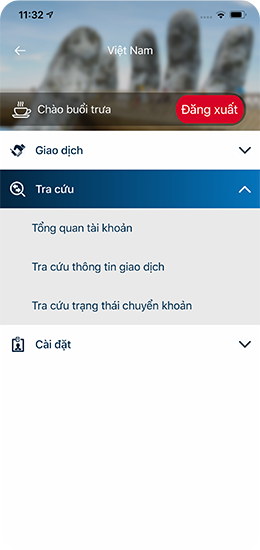 11:32
Việt Nam
Chào buổi trưa
Đăng xuất
Giao dịch
Tra cứu
Tổng quan tài khoản
Tra cứu thông tin giao dịch
Tra cứu trạng thái chuyển khoản
Cài đặt